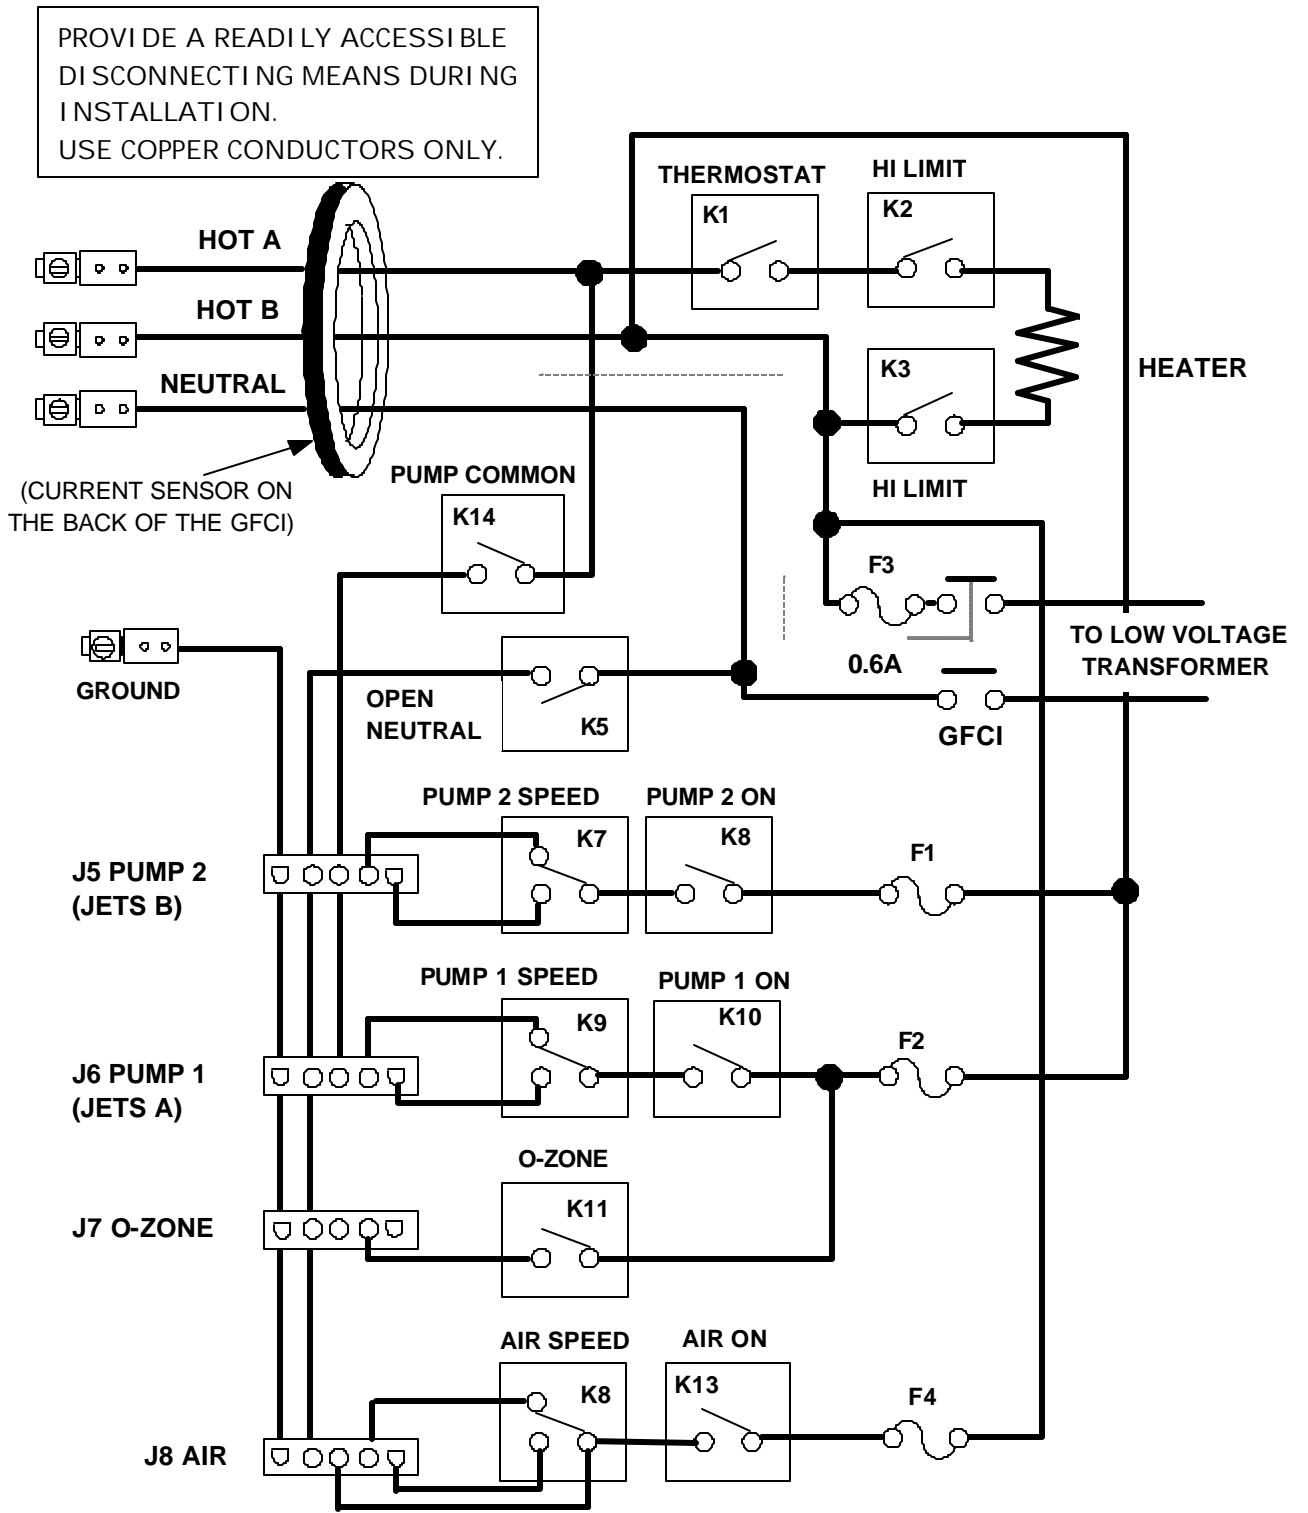 PROVIDE A READILY ACCESSIBLE
DISCONNECTING MEANS DURING
INSTALLATION.
USE COPPER CONDUCTORS ONLY.
THERMOSTAT
HI LIMIT
K1
K2
HOT A
HOT B
NEUTRAL
K3
HEATER
(CURRENT SENSOR ON
THE BACK OF THE GFCI)
PUMP COMMON
HI LIMIT
K14
F3
0.6A
TO LOW VOLTAGE
TRANSFORMER
GROUND
OPEN
NEUTRAL
K5
GFCI
PUMP 2 SPEED
PUMP 2 ON
K7
K8
F1
J5 PUMP 2
(JETS B)
PUMP 1 SPEED
PUMP 1 ON
K9
K10
F2
J6 PUMP 1
(JETS A)
O-ZONE
K11
J7 O-ZONE
AIR SPEED
AIR ON
K8
K13
F4
J8 AIR